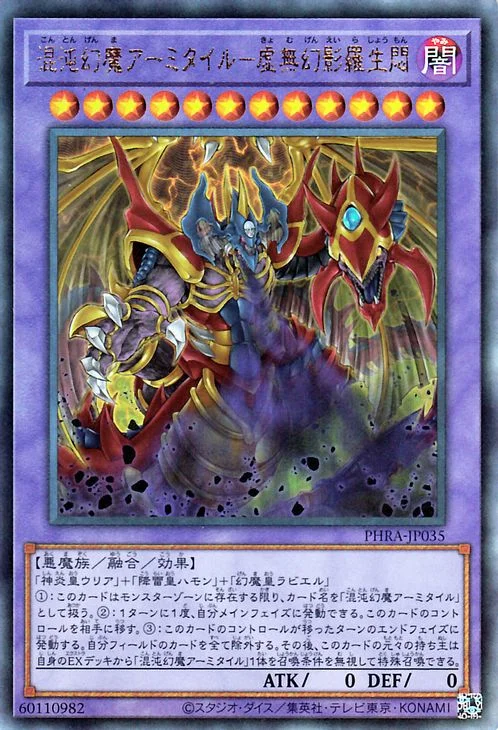 混沌幻魔アーミタイル－虚無幻影羅生悶
闇
PHRA-JP035
【悪魔族／融合／効果】
「神炎皇ウリア」+「降雷皇ハモン」+「幻魔皇ラビエル」
①：このカードはモンスターゾーンに存在する限り、カード名を「混沌幻魔アーミタイル」
として扱う。②：1ターンに1度、自分メインフェイズに発動できる。このカードのコント
ロールを相手に移す。③：このカードのコントロールが移ったターンのエンドフェイズに
発動する。自分フィールドのカードを全て除外する。その後、このカードの元々の持ち主は
自身のEXデッキから「混沌幻魔アーミタイル」1体を召喚条件を無視して特殊召喚できる。
ATK/ 0 DEF/ 0
60110982 ©スタジオ・ダイス／集英社・テレビ東京・KONAMI